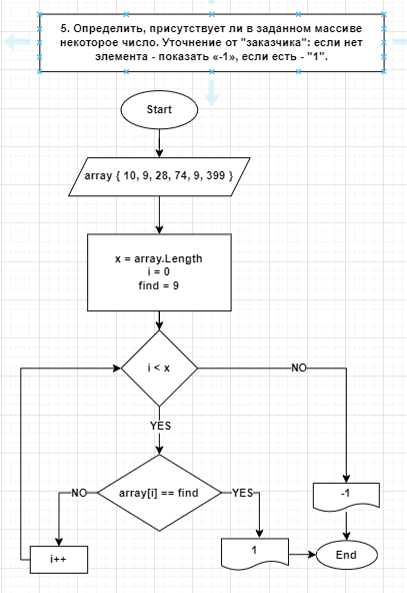 5. Определить, присутствует ли в заданном массиве
некоторое число. Уточнение от "заказчика": если нет
элемента - показать «-1», если есть - "1".
Start
array { 10, 9, 28, 74, 9, 399 }
x = array.Length
i = 0
find = 9
i < x
NO
YES
array[i] == find
NO
YES
-1
i++
1
End